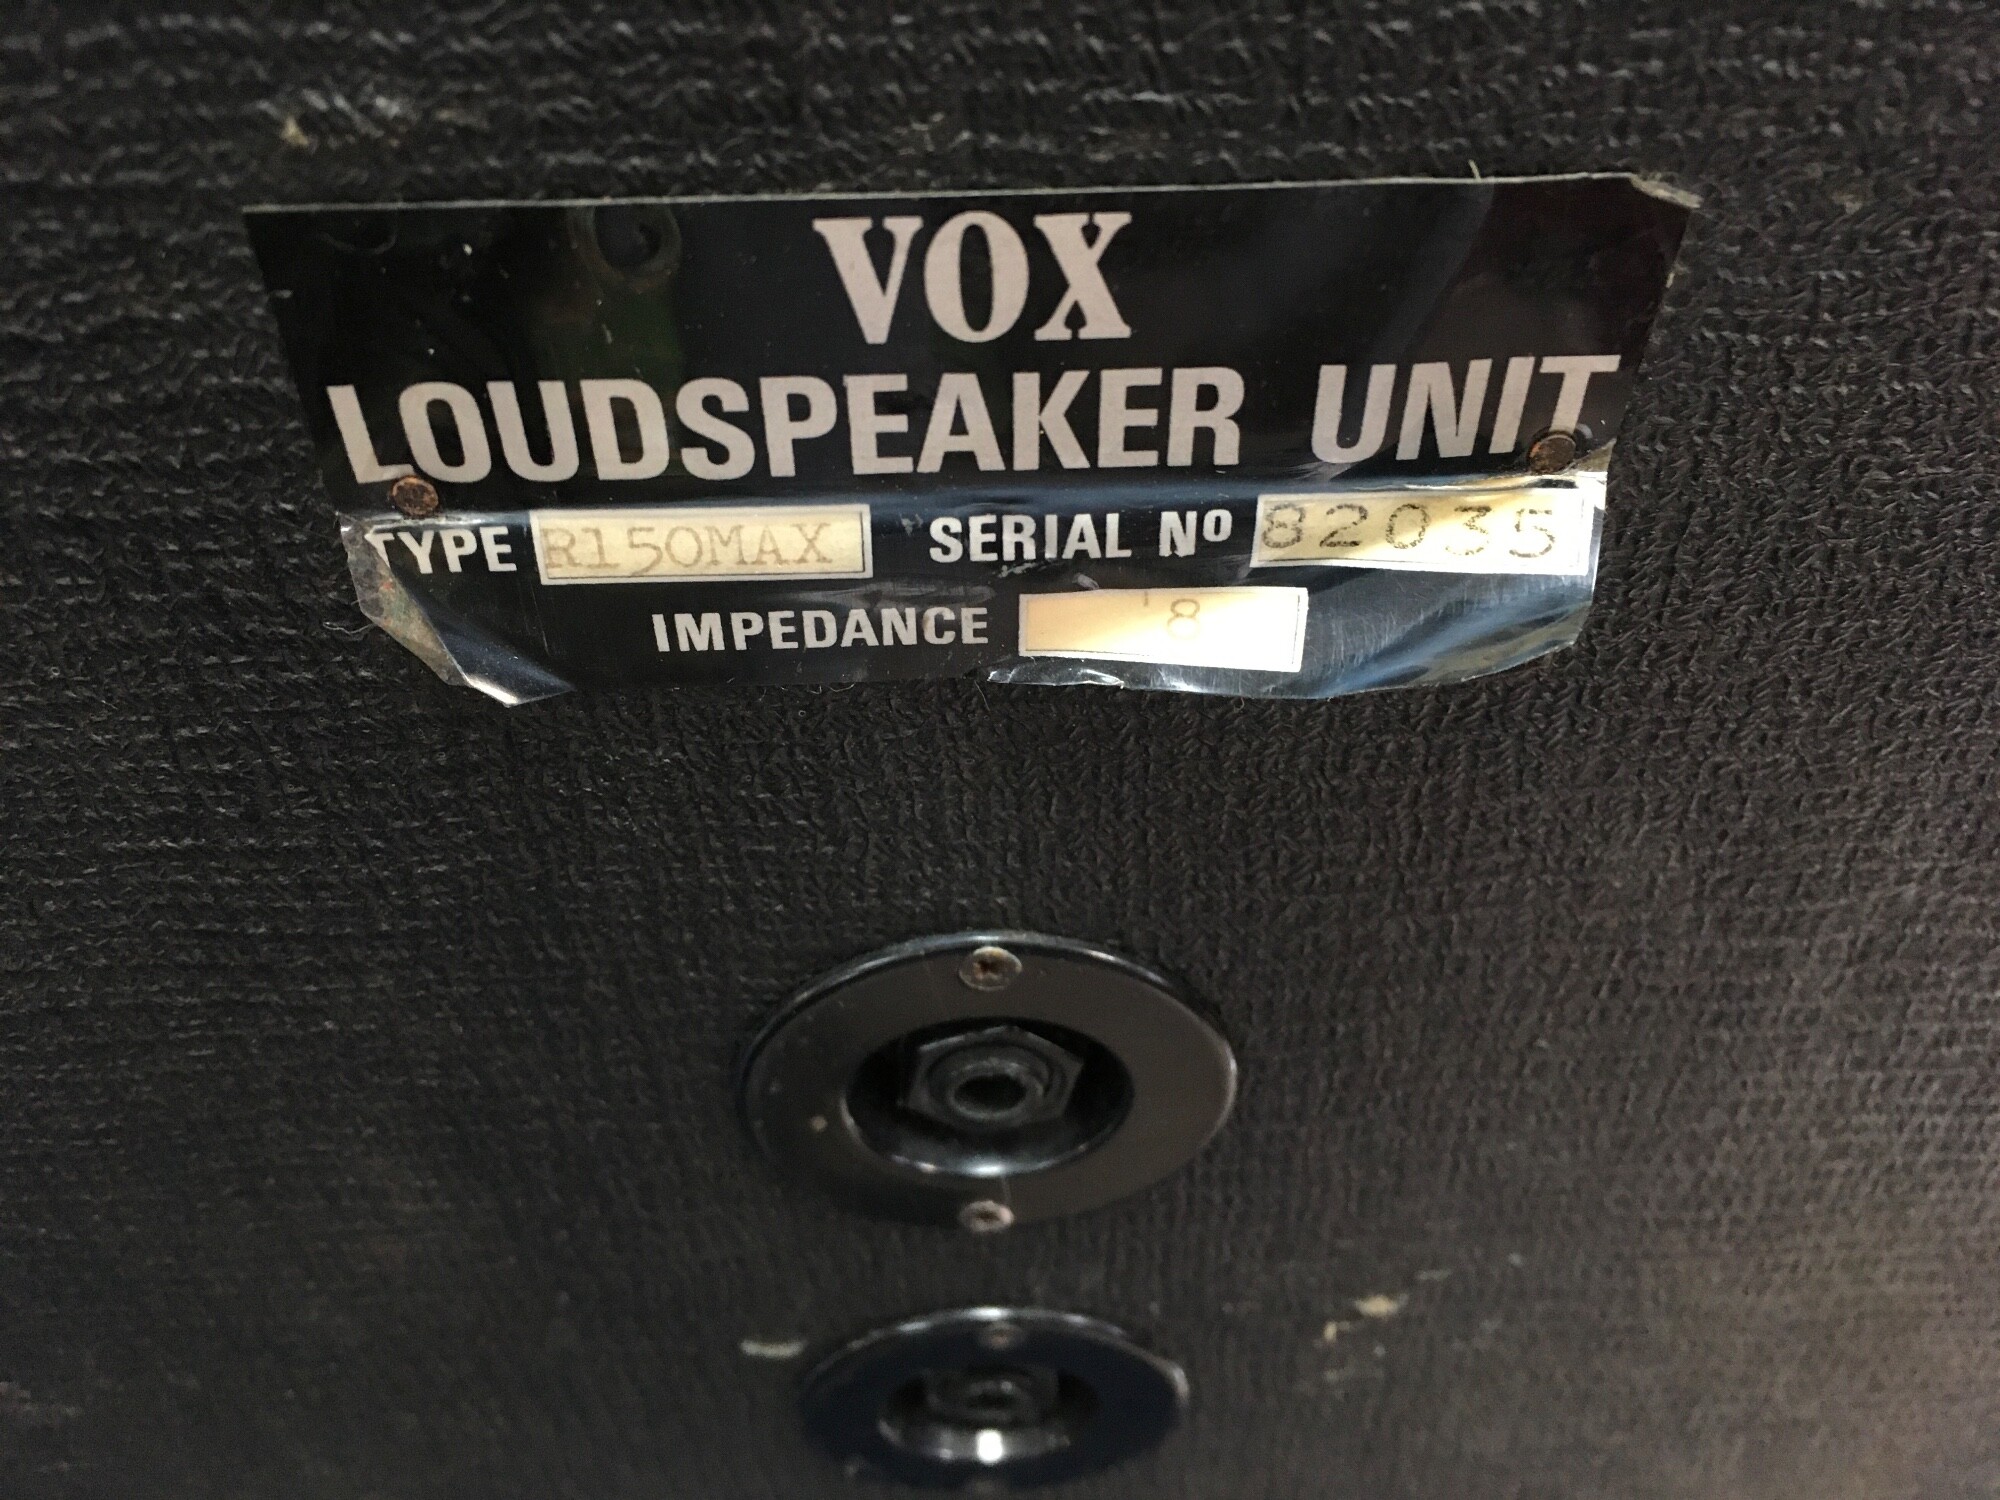 VOX
LOUDSPEAKER UNIT
TYPE R150MAX SERIAL Nº 82035
IMPEDANCE 8